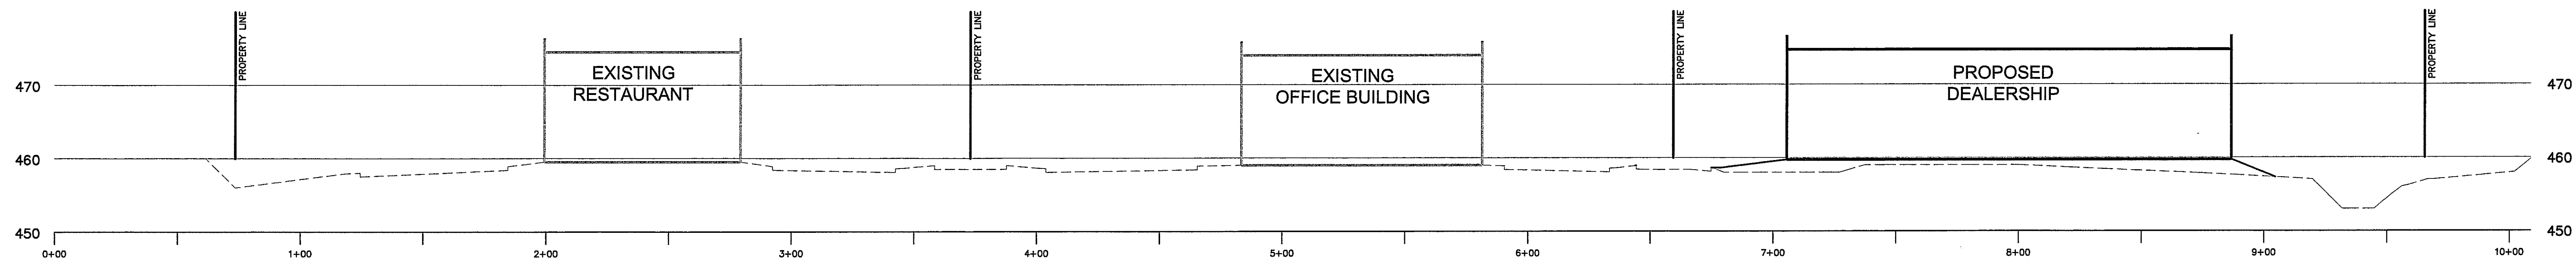 PROPERTY LINE
PROPERTY LINE
PROPERTY LINE
PROPERTY LINE
EXISTING
RESTAURANT
EXISTING
OFFICE BUILDING
PROPOSED
DEALERSHIP
470
470
460
460
450
450
0+00
1+00
2+00
3+00
4+00
5+00
6+00
7+00
8+00
9+00
10+00